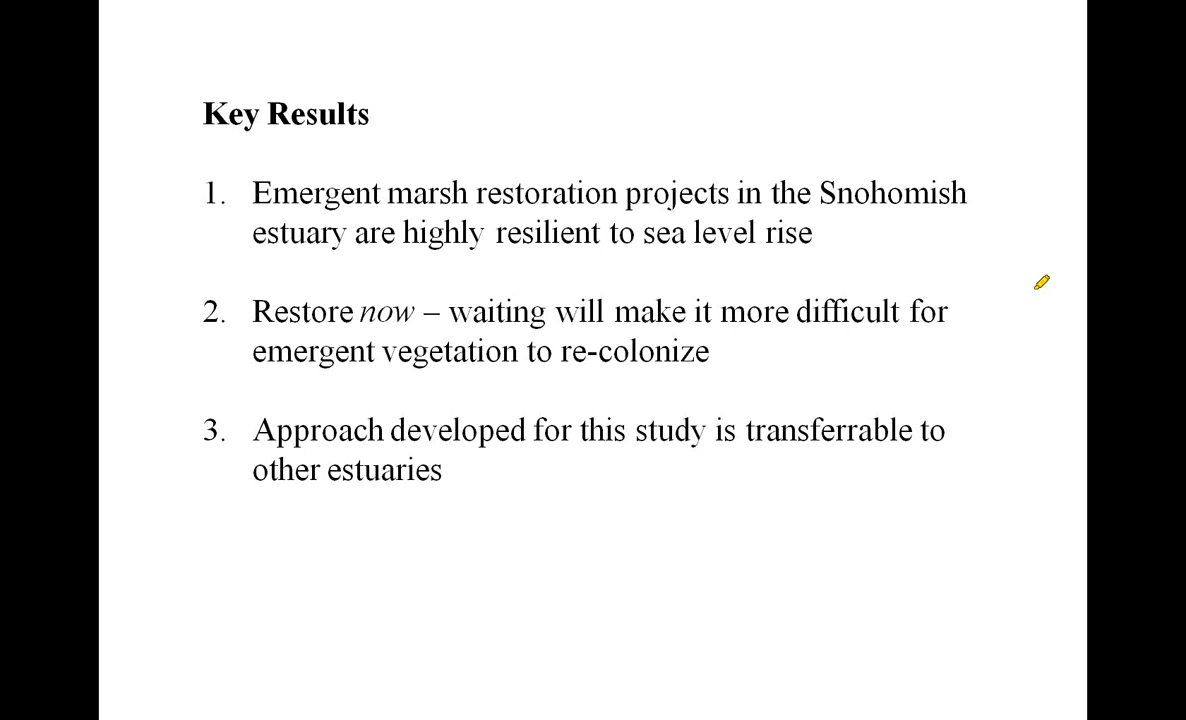 Key Results
1. Emergent marsh restoration projects in the Snohomish
estuary are highly resilient to sea level rise
2. Restore now – waiting will make it more difficult for
emergent vegetation to re-colonize
3. Approach developed for this study is transferrable to
other estuaries